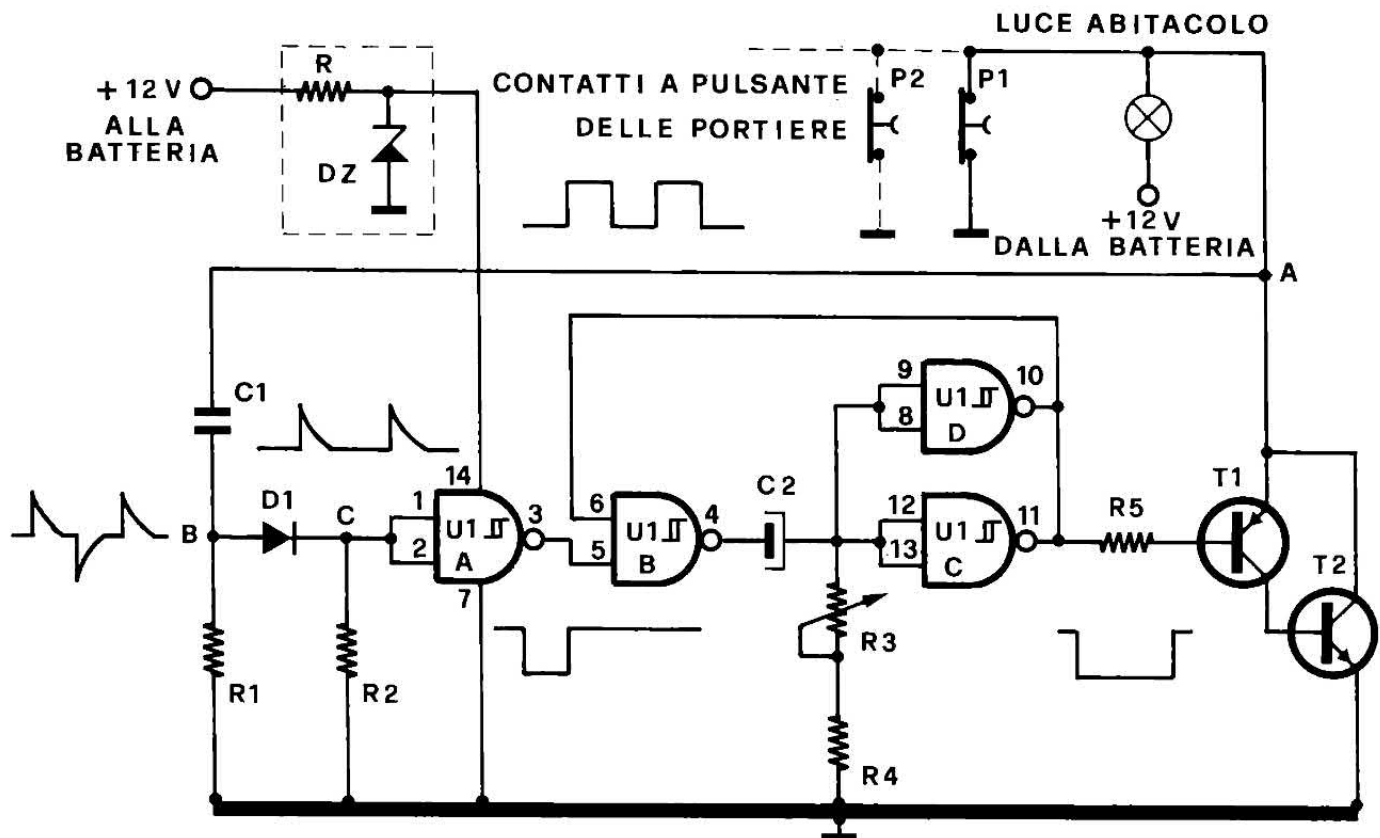 LUCE ABITACOLO
R
+12V
ALLA
BATTERIA
DZ
CONTATTI A PULSANTE
DELLE PORTIERE
P2
P1
+12V
DALLA BATTERIA
A
C1
14
D1
B
C
1
2
U1
A
3
7
6
5
U1
B
4
C2
9
8
U1
D
10
12
13
U1
C
11
R5
T1
T2
R1
R2
R3
R4